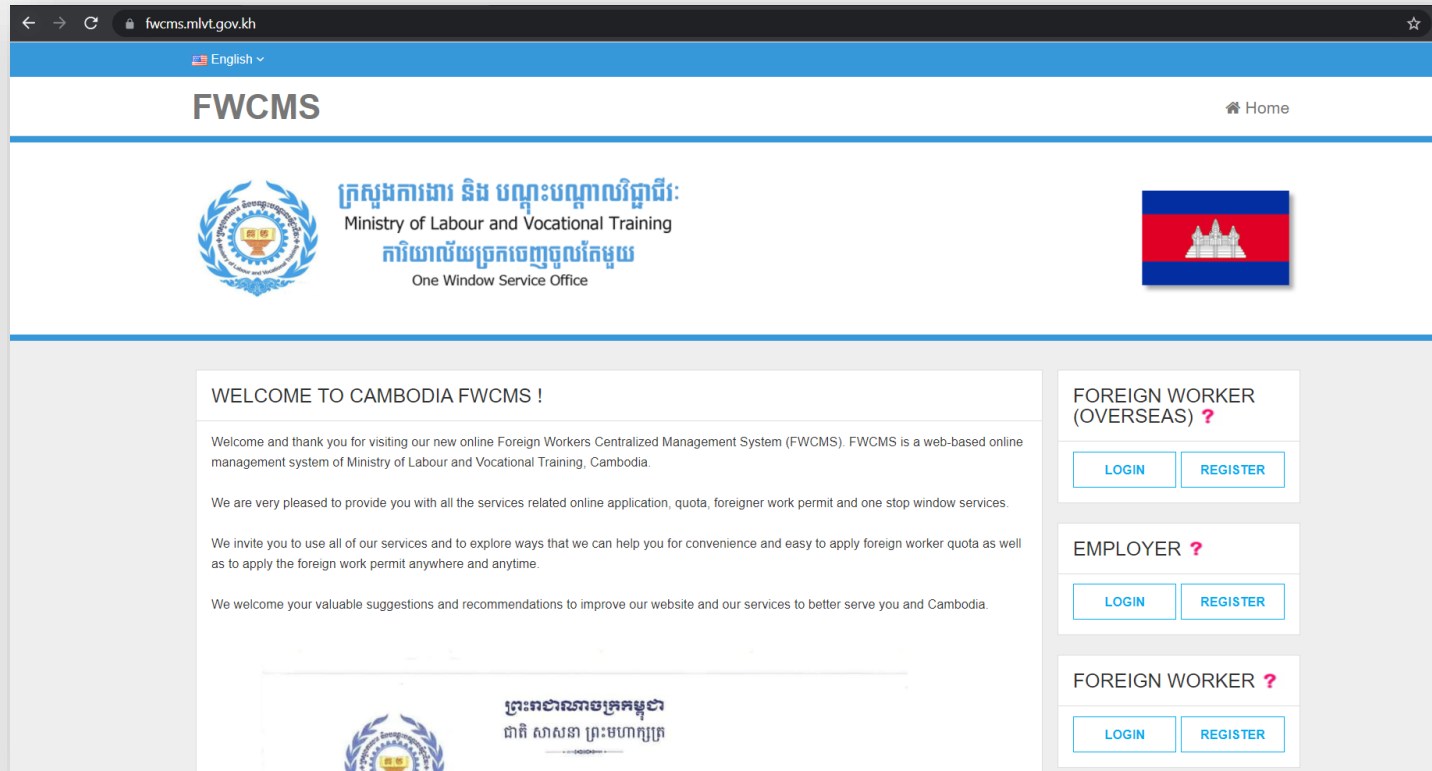 fwcms.mlvt.gov.kh
English
FWCMS
Home
ក្រសួងការងារ និង បណ្តុះបណ្តាលវិជ្ជាជីវៈ
Ministry of Labour and Vocational Training
ការិយាល័យច្រកចេញចូលតែមួយ
One Window Service Office
WELCOME TO CAMBODIA FWCMS !
Welcome and thank you for visiting our new online Foreign Workers Centralized Management System (FWCMS). FWCMS is a web-based online
management system of Ministry of Labour and Vocational Training, Cambodia.
We are very pleased to provide you with all the services related online application, quota, foreigner work permit and one stop window services.
We invite you to use all of our services and to explore ways that we can help you for convenience and easy to apply foreign worker quota as well
as to apply the foreign work permit anywhere and anytime.
We welcome your valuable suggestions and recommendations to improve our website and our services to better serve you and Cambodia.
ព្រះរាជាណាចក្រកម្ពុជា
ជាតិ សាសនា ព្រះមហាក្សត្រ
FOREIGN WORKER
(OVERSEAS) ?
LOGIN REGISTER
EMPLOYER ?
LOGIN REGISTER
FOREIGN WORKER ?
LOGIN REGISTER